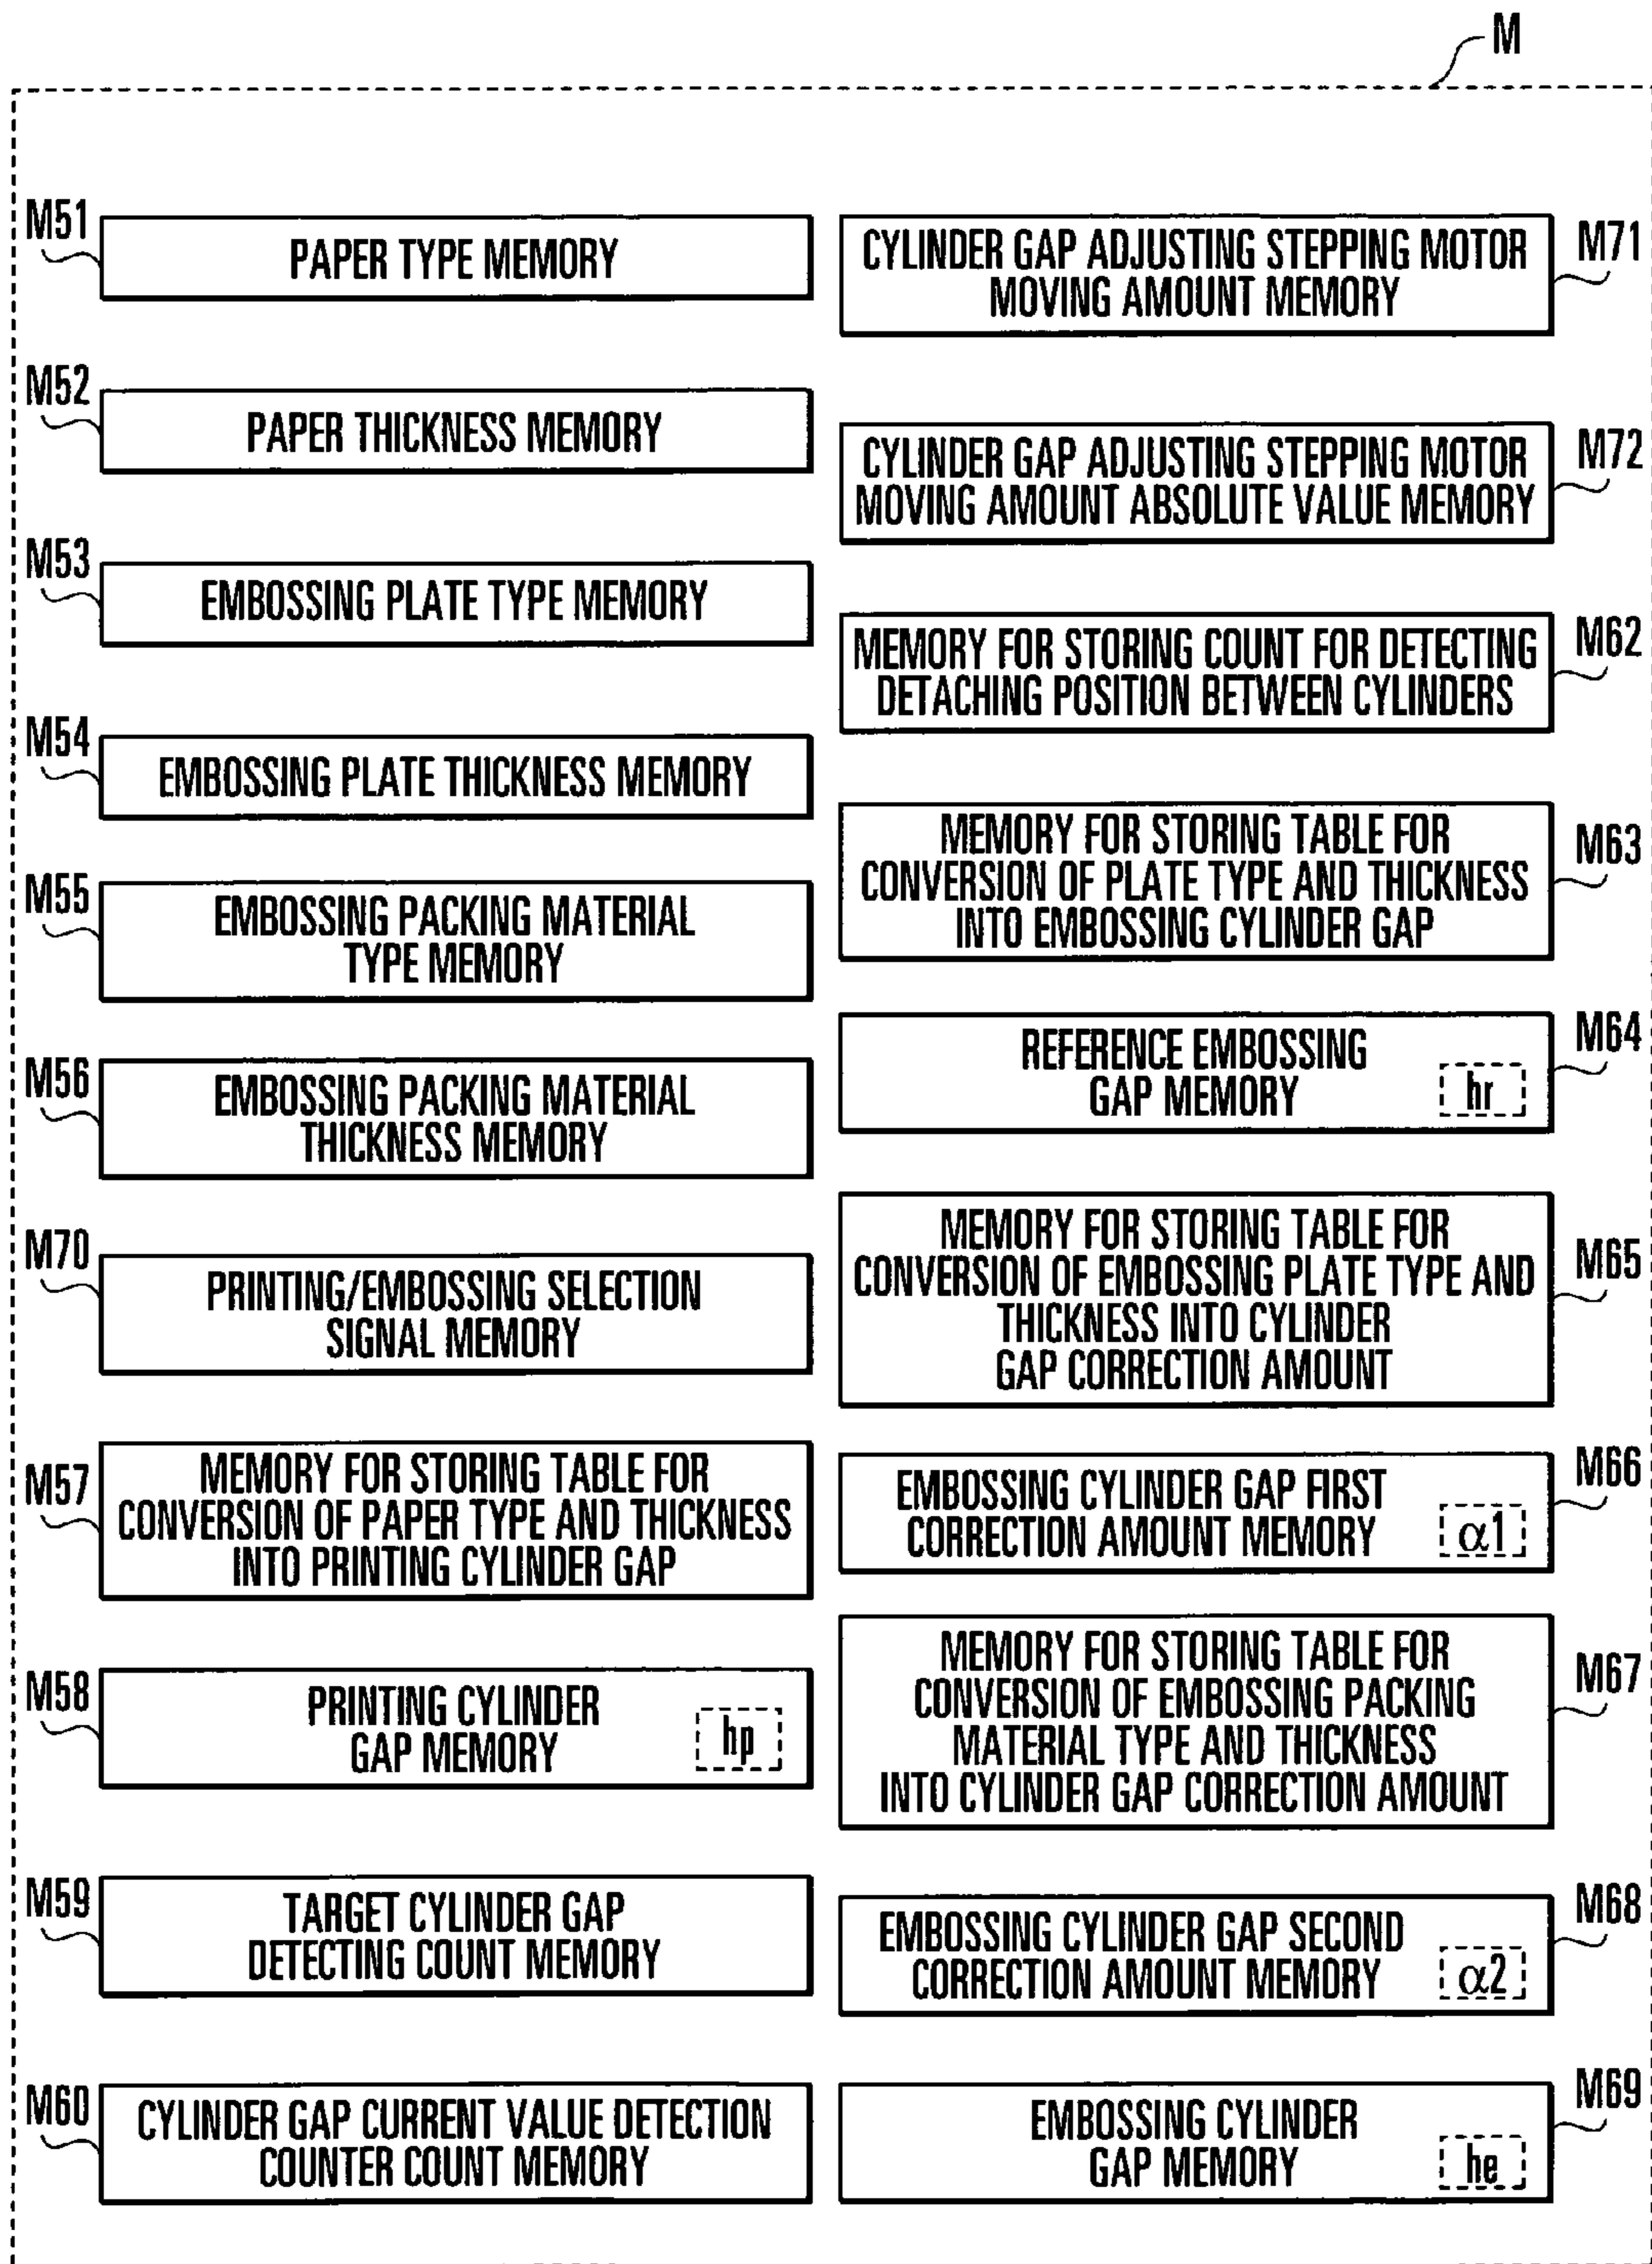 M
M51
PAPER TYPE MEMORY
M52
PAPER THICKNESS MEMORY
M53
EMBOSSING PLATE TYPE MEMORY
M54
EMBOSSING PLATE THICKNESS MEMORY
M55
EMBOSSING PACKING MATERIAL
TYPE MEMORY
M56
EMBOSSING PACKING MATERIAL
THICKNESS MEMORY
M70
PRINTING/EMBOSSING SELECTION
SIGNAL MEMORY
M57
MEMORY FOR STORING TABLE FOR
CONVERSION OF PAPER TYPE AND THICKNESS
INTO PRINTING CYLINDER GAP
M58
PRINTING CYLINDER
GAP MEMORY
hp
M59
TARGET CYLINDER GAP
DETECTING COUNT MEMORY
M60
CYLINDER GAP CURRENT VALUE DETECTION
COUNTER COUNT MEMORY
CYLINDER GAP ADJUSTING STEPPING MOTOR
MOVING AMOUNT MEMORY
M71
CYLINDER GAP ADJUSTING STEPPING MOTOR
MOVING AMOUNT ABSOLUTE VALUE MEMORY
M72
MEMORY FOR STORING COUNT FOR DETECTING
DETACHING POSITION BETWEEN CYLINDERS
M62
MEMORY FOR STORING TABLE FOR
CONVERSION OF PLATE TYPE AND THICKNESS
INTO EMBOSSING CYLINDER GAP
M63
REFERENCE EMBOSSING
GAP MEMORY
hr
M64
MEMORY FOR STORING TABLE FOR
CONVERSION OF EMBOSSING PLATE TYPE AND
THICKNESS INTO CYLINDER
GAP CORRECTION AMOUNT
M65
EMBOSSING CYLINDER GAP FIRST
CORRECTION AMOUNT MEMORY
α1
M66
MEMORY FOR STORING TABLE FOR
CONVERSION OF EMBOSSING PACKING
MATERIAL TYPE AND THICKNESS
INTO CYLINDER GAP CORRECTION AMOUNT
M67
EMBOSSING CYLINDER GAP SECOND
CORRECTION AMOUNT MEMORY
α2
M68
EMBOSSING CYLINDER
GAP MEMORY
he
M69